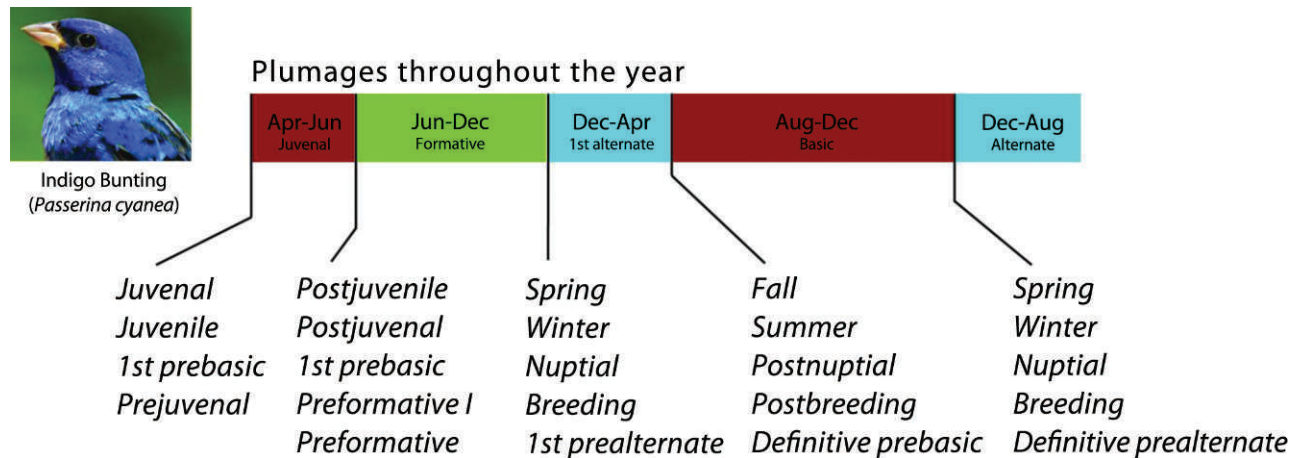 Plumages throughout the year
Apr-Jun
Juvenal
Jun-Dec
Formative
Dec-Apr
1st alternate
Aug-Dec
Basic
Dec-Aug
Alternate
Indigo Bunting
(Passerina cyanea)
Juvenal
Juvenile
1st prebasic
Prejuvenal
Postjuvenile
Postjuvenal
1st prebasic
Preformative I
Preformative
Spring
Winter
Nuptial
Breeding
1st prealternate
Fall
Summer
Postnuptial
Postbreeding
Definitive prebasic
Spring
Winter
Nuptial
Breeding
Definitive prealternate